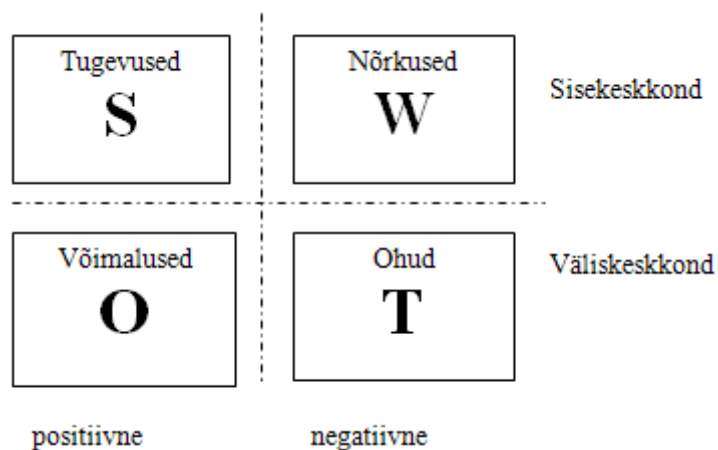 Tugevused
S
Nõrkused
W
Sisekeskkond
Võimalused
O
Ohud
T
Väliskeskkond
positiivne
negatiivne